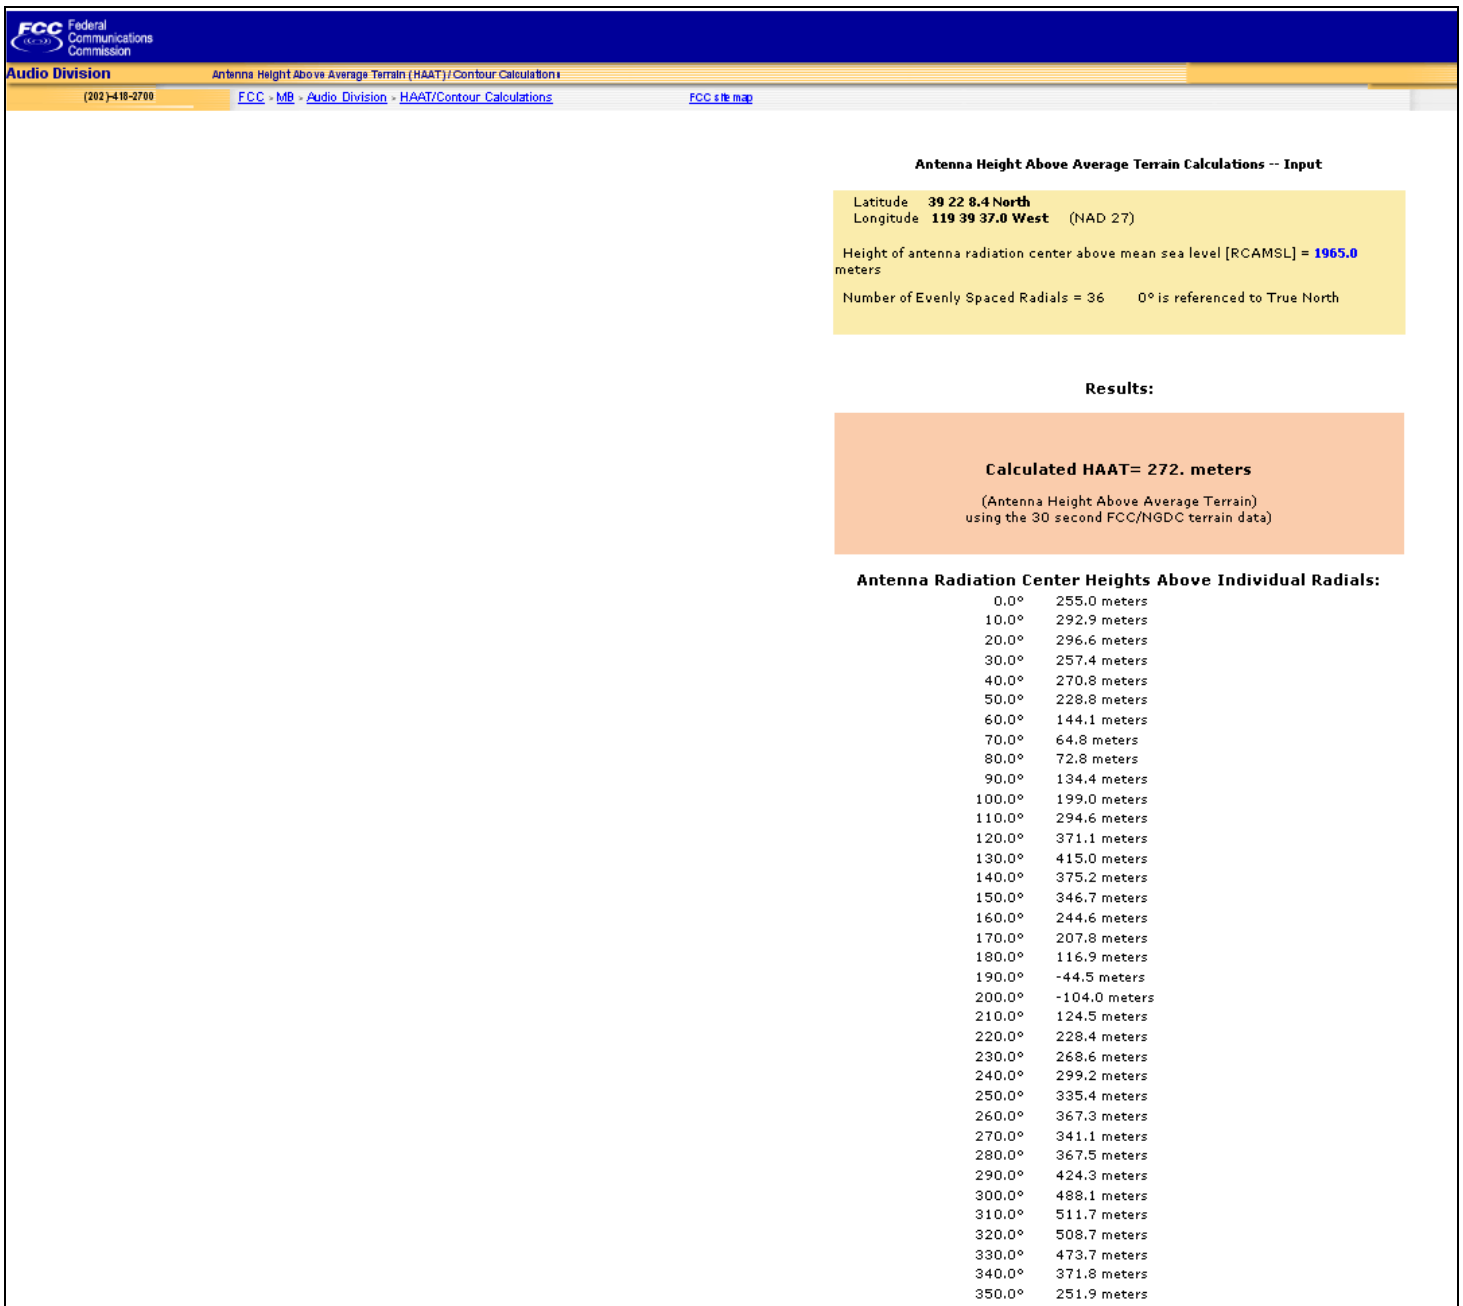 FCC Federal
Communications
Commission
Audio Division Antenna Height Above Average Terrain (HAAT) / Contour Calculations
(202)-418-2700 FCC > MB > Audio Division > HAAT/Contour Calculations FCC site map
Antenna Height Above Average Terrain Calculations -- Input
Latitude 39 22 8.4 North
Longitude 119 39 37.0 West (NAD 27)
Height of antenna radiation center above mean sea level [RCAMSL] = 1965.0
meters
Number of Evenly Spaced Radials = 36 0° is referenced to True North
Results:
Calculated HAAT= 272. meters
(Antenna Height Above Average Terrain)
using the 30 second FCC/NGDC terrain data)
Antenna Radiation Center Heights Above Individual Radials:
0.0° 255.0 meters
10.0° 292.9 meters
20.0° 296.6 meters
30.0° 257.4 meters
40.0° 270.8 meters
50.0° 228.8 meters
60.0° 144.1 meters
70.0° 64.8 meters
80.0° 72.8 meters
90.0° 134.4 meters
100.0° 199.0 meters
110.0° 294.6 meters
120.0° 371.1 meters
130.0° 415.0 meters
140.0° 375.2 meters
150.0° 346.7 meters
160.0° 244.6 meters
170.0° 207.8 meters
180.0° 116.9 meters
190.0° -44.5 meters
200.0° -104.0 meters
210.0° 124.5 meters
220.0° 228.4 meters
230.0° 268.6 meters
240.0° 299.2 meters
250.0° 335.4 meters
260.0° 367.3 meters
270.0° 341.1 meters
280.0° 367.5 meters
290.0° 424.3 meters
300.0° 488.1 meters
310.0° 511.7 meters
320.0° 508.7 meters
330.0° 473.7 meters
340.0° 371.8 meters
350.0° 251.9 meters